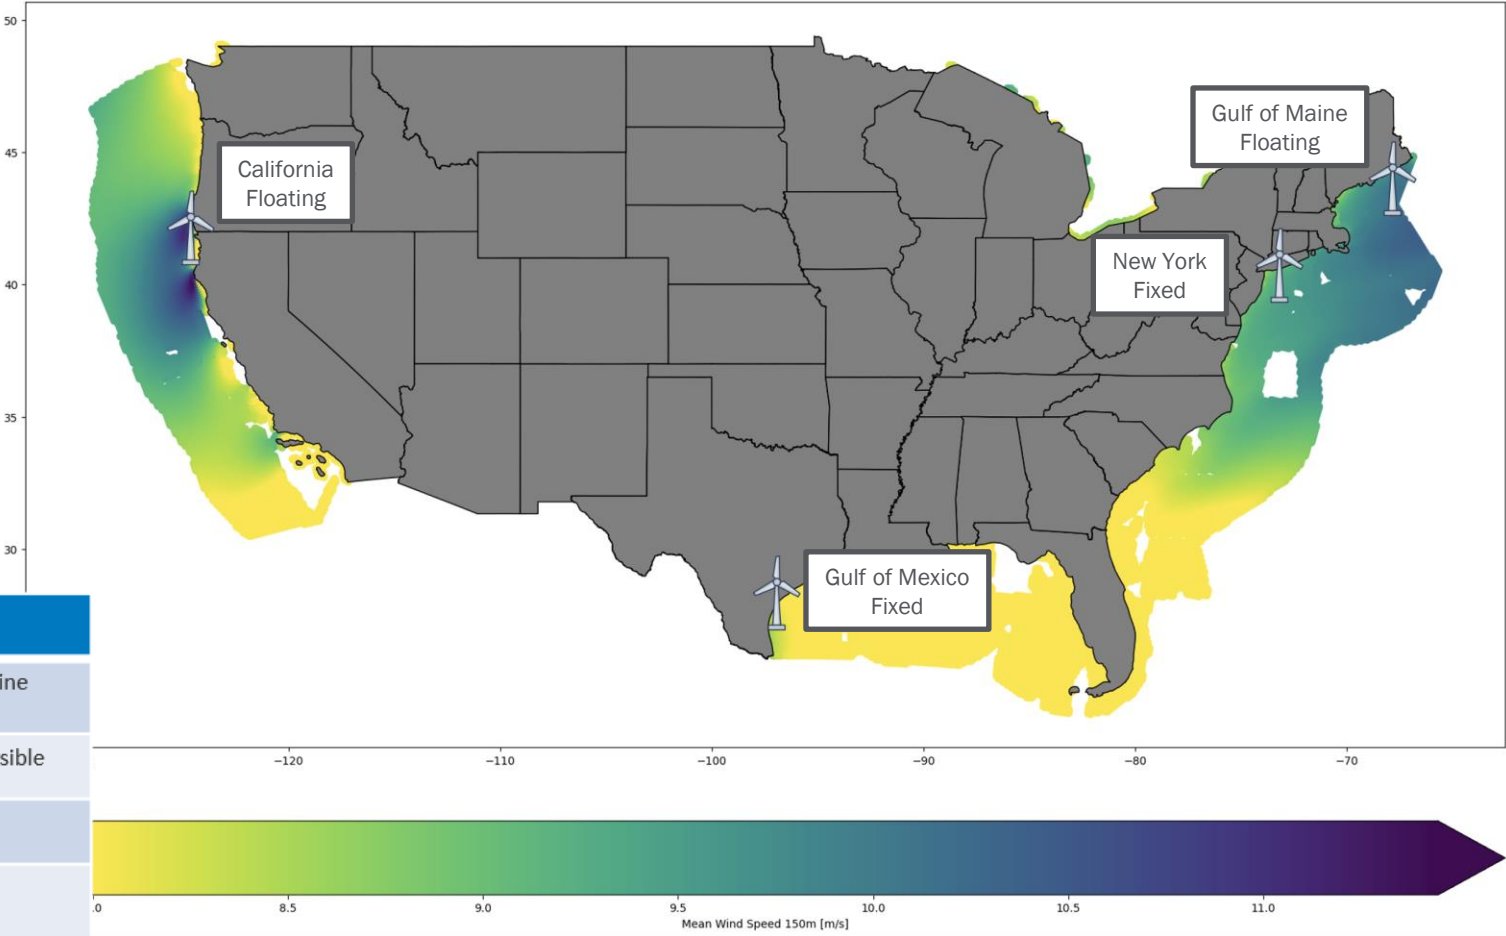 50
45
40
35
30
Gulf of Maine
Floating
California
Floating
New York
Fixed
Gulf of Mexico
Fixed
ine
sible
−120
−110
−100
−90
−80
−70
.0
8.5
9.0
9.5
10.0
10.5
11.0
Mean Wind Speed 150m [m/s]